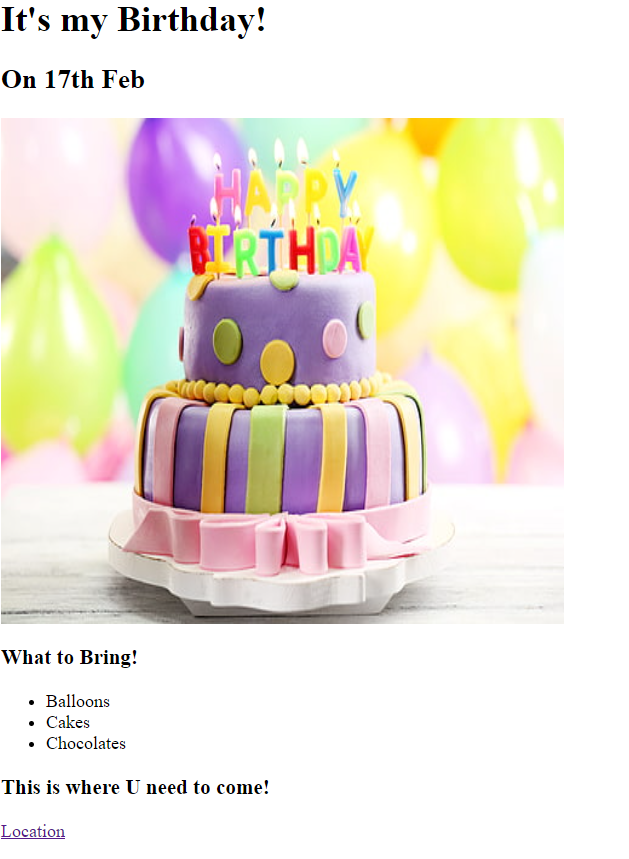 It's my Birthday!
On 17th Feb
HAPPY
BIRTHDAY
What to Bring!
Balloons
Cakes
Chocolates
This is where U need to come!
Location